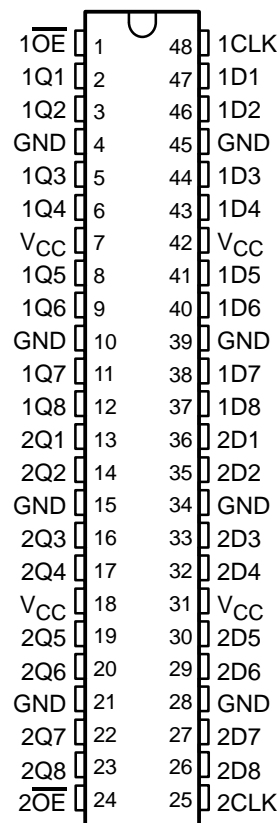 1O̅E̅ 1 48 1CLK
1Q1 2 47 1D1
1Q2 3 46 1D2
GND 4 45 GND
1Q3 5 44 1D3
1Q4 6 43 1D4
VCC 7 42 VCC
1Q5 8 41 1D5
1Q6 9 40 1D6
GND 10 39 GND
1Q7 11 38 1D7
1Q8 12 37 1D8
2Q1 13 36 2D1
2Q2 14 35 2D2
GND 15 34 GND
2Q3 16 33 2D3
2Q4 17 32 2D4
VCC 18 31 VCC
2Q5 19 30 2D5
2Q6 20 29 2D6
GND 21 28 GND
2Q7 22 27 2D7
2Q8 23 26 2D8
2O̅E̅ 24 25 2CLK